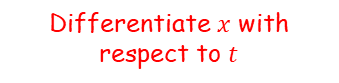 Differentiate x with
respect to t